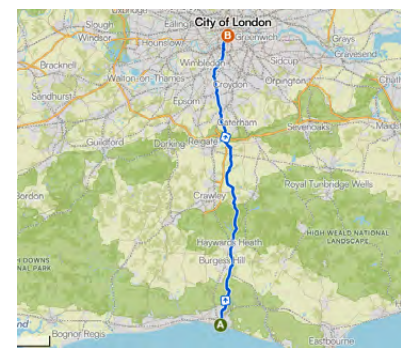 Slough
Ealing
City of London
B
Greenwich
Grays
Windsor
Hounslow
Gravesend
Bracknell
Wimbledon
Sidcup
Walton on Thames
Croydon
Orpington
Sandhurst
Epsom
Caterham
Sevenoaks
Maids
Guildford
Dorking
Reigate
Royal Tunbridge Wells
Crawley
Bordon
Haywards Heath
HIGH WEALD NATIONAL
LANDSCAPE
Burgess Hill
H DOWNS
NAL PARK
A
Bognor Regis
Eastbourne